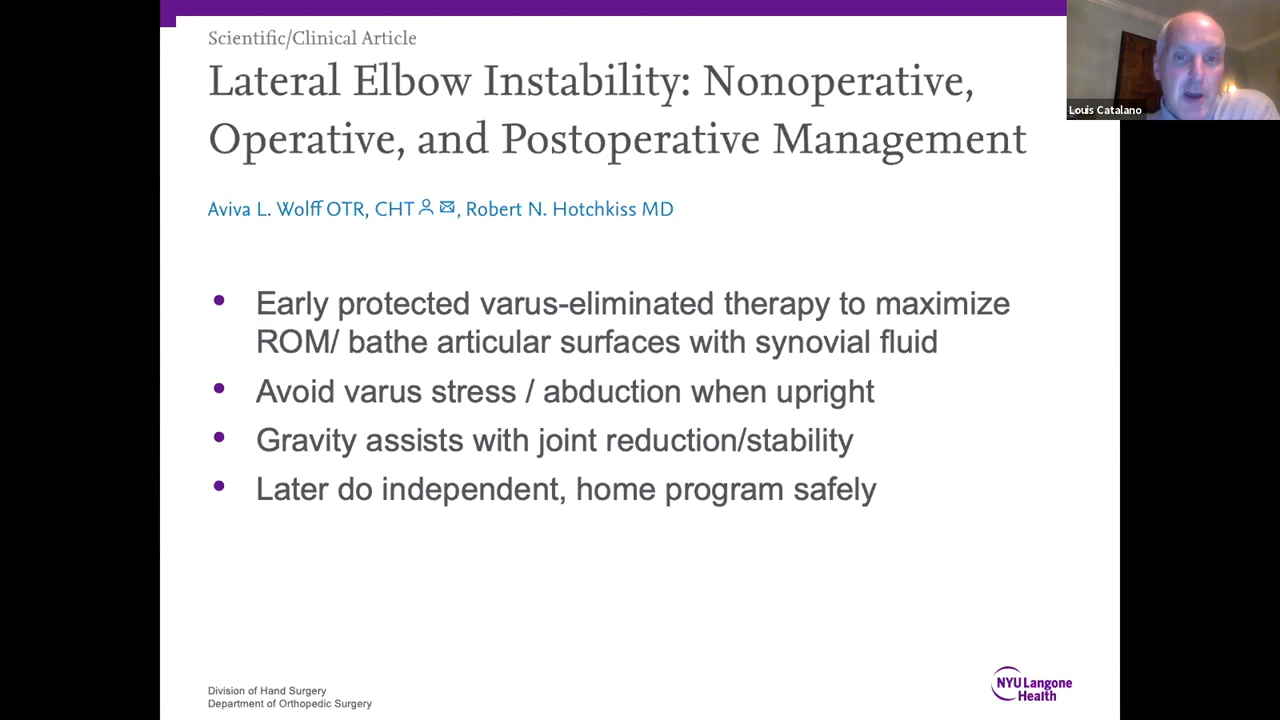 Scientific/Clinical Article
Lateral Elbow Instability: Nonoperative,
Operative, and Postoperative Management
Aviva L. Wolff OTR, CHT, Robert N. Hotchkiss MD
• Early protected varus-eliminated therapy to maximize
ROM/ bathe articular surfaces with synovial fluid
• Avoid varus stress / abduction when upright
• Gravity assists with joint reduction/stability
• Later do independent, home program safely
Division of Hand Surgery
Department of Orthopedic Surgery
NYU Langone
Health
Louis Catalano